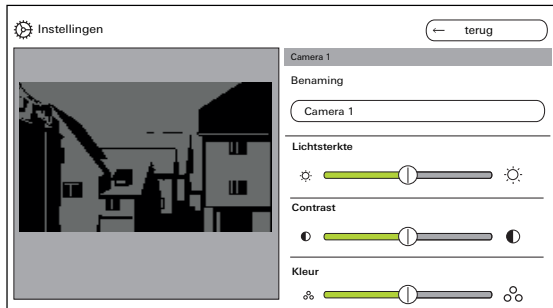 Instellingen
← terug
Camera 1
Benaming
Camera 1
Lichtsterkte
Contrast
Kleur